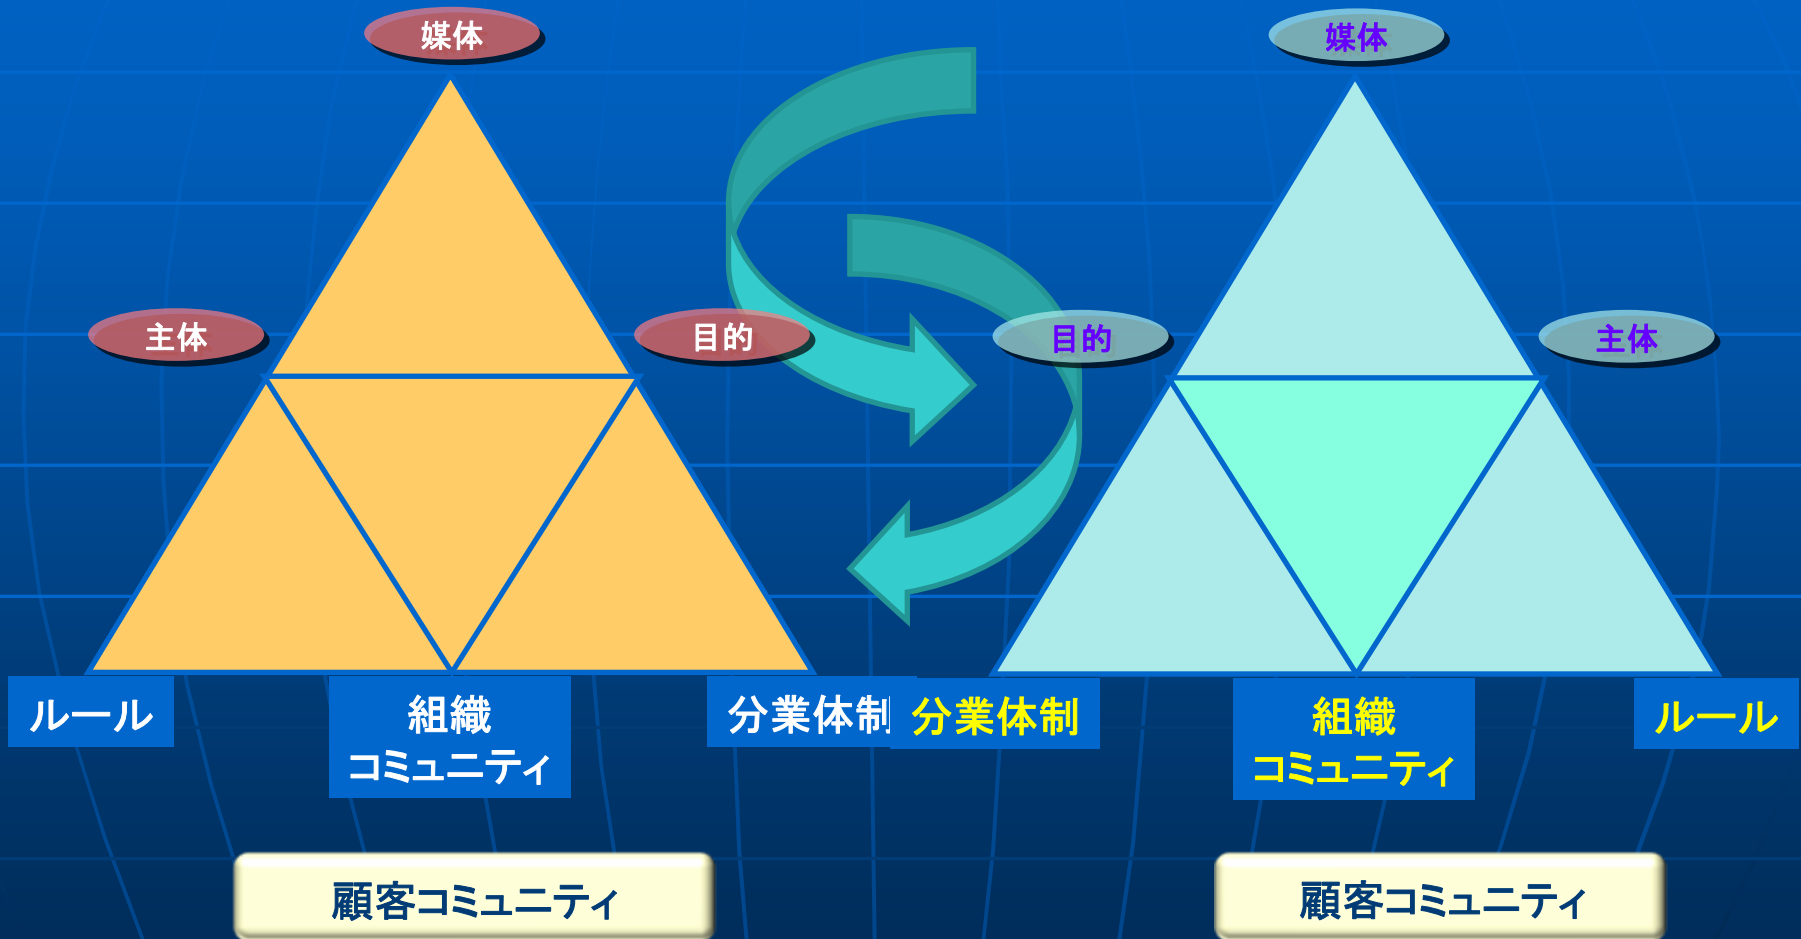 媒体
媒体
主体
目的
目的
主体
ルール
組織
コミュニティ
分業体制
分業体制
組織
コミュニティ
ルール
顧客コミュニティ
顧客コミュニティ